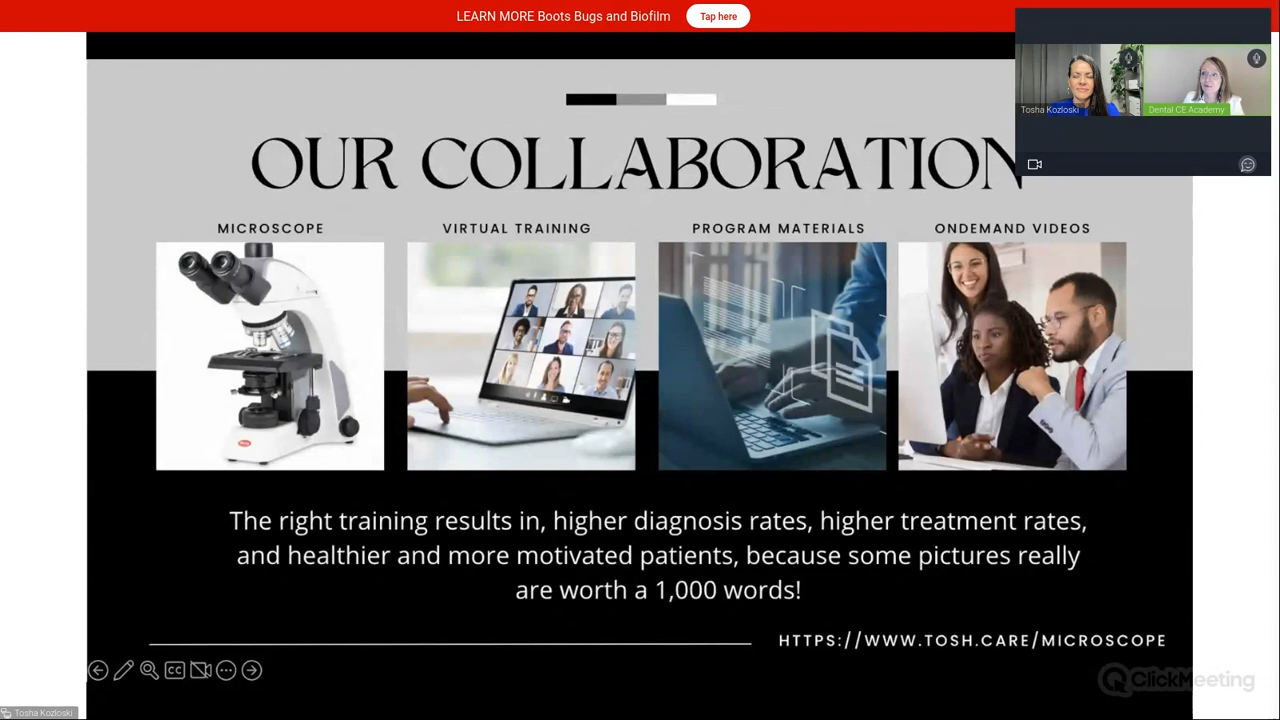 LEARN MORE Boots Bugs and Biofilm
Tap here
Tosha Kozloski
Dental CE Academy
OUR COLLABORATION
MICROSCOPE
VIRTUAL TRAINING
PROGRAM MATERIALS
ONDEMAND VIDEOS
The right training results in, higher diagnosis rates, higher treatment rates,
and healthier and more motivated patients, because some pictures really
are worth a 1,000 words!
HTTPS://WWW.TOSH.CARE/MICROSCOPE
CC
ClickMeeting
Tosha Kozloski